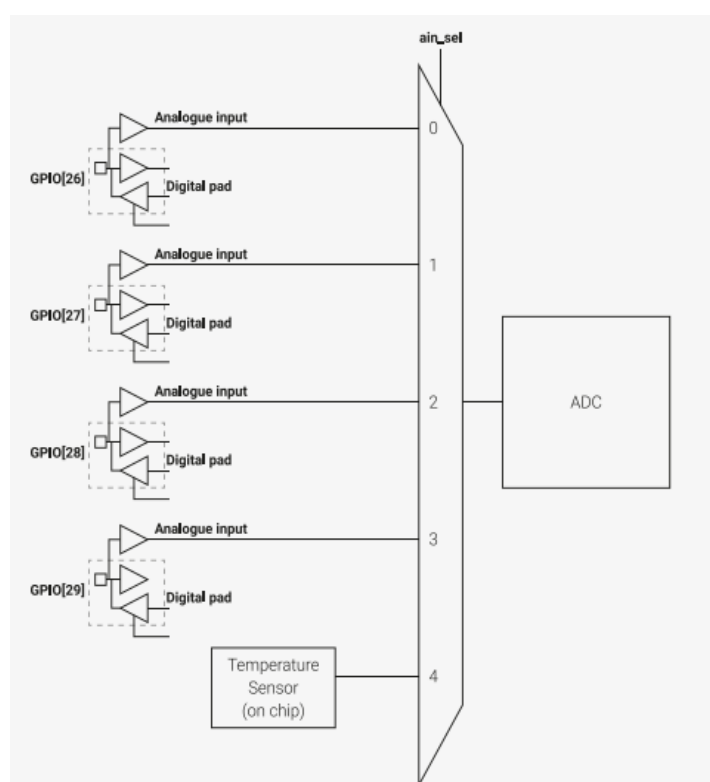 ain_sel
Analogue input
0
GPIO[26]
Digital pad
Analogue input
1
GPIO[27]
Digital pad
Analogue input
2
ADC
GPIO[28]
Digital pad
Analogue input
3
GPIO[29]
Digital pad
Temperature
Sensor
(on chip)
4